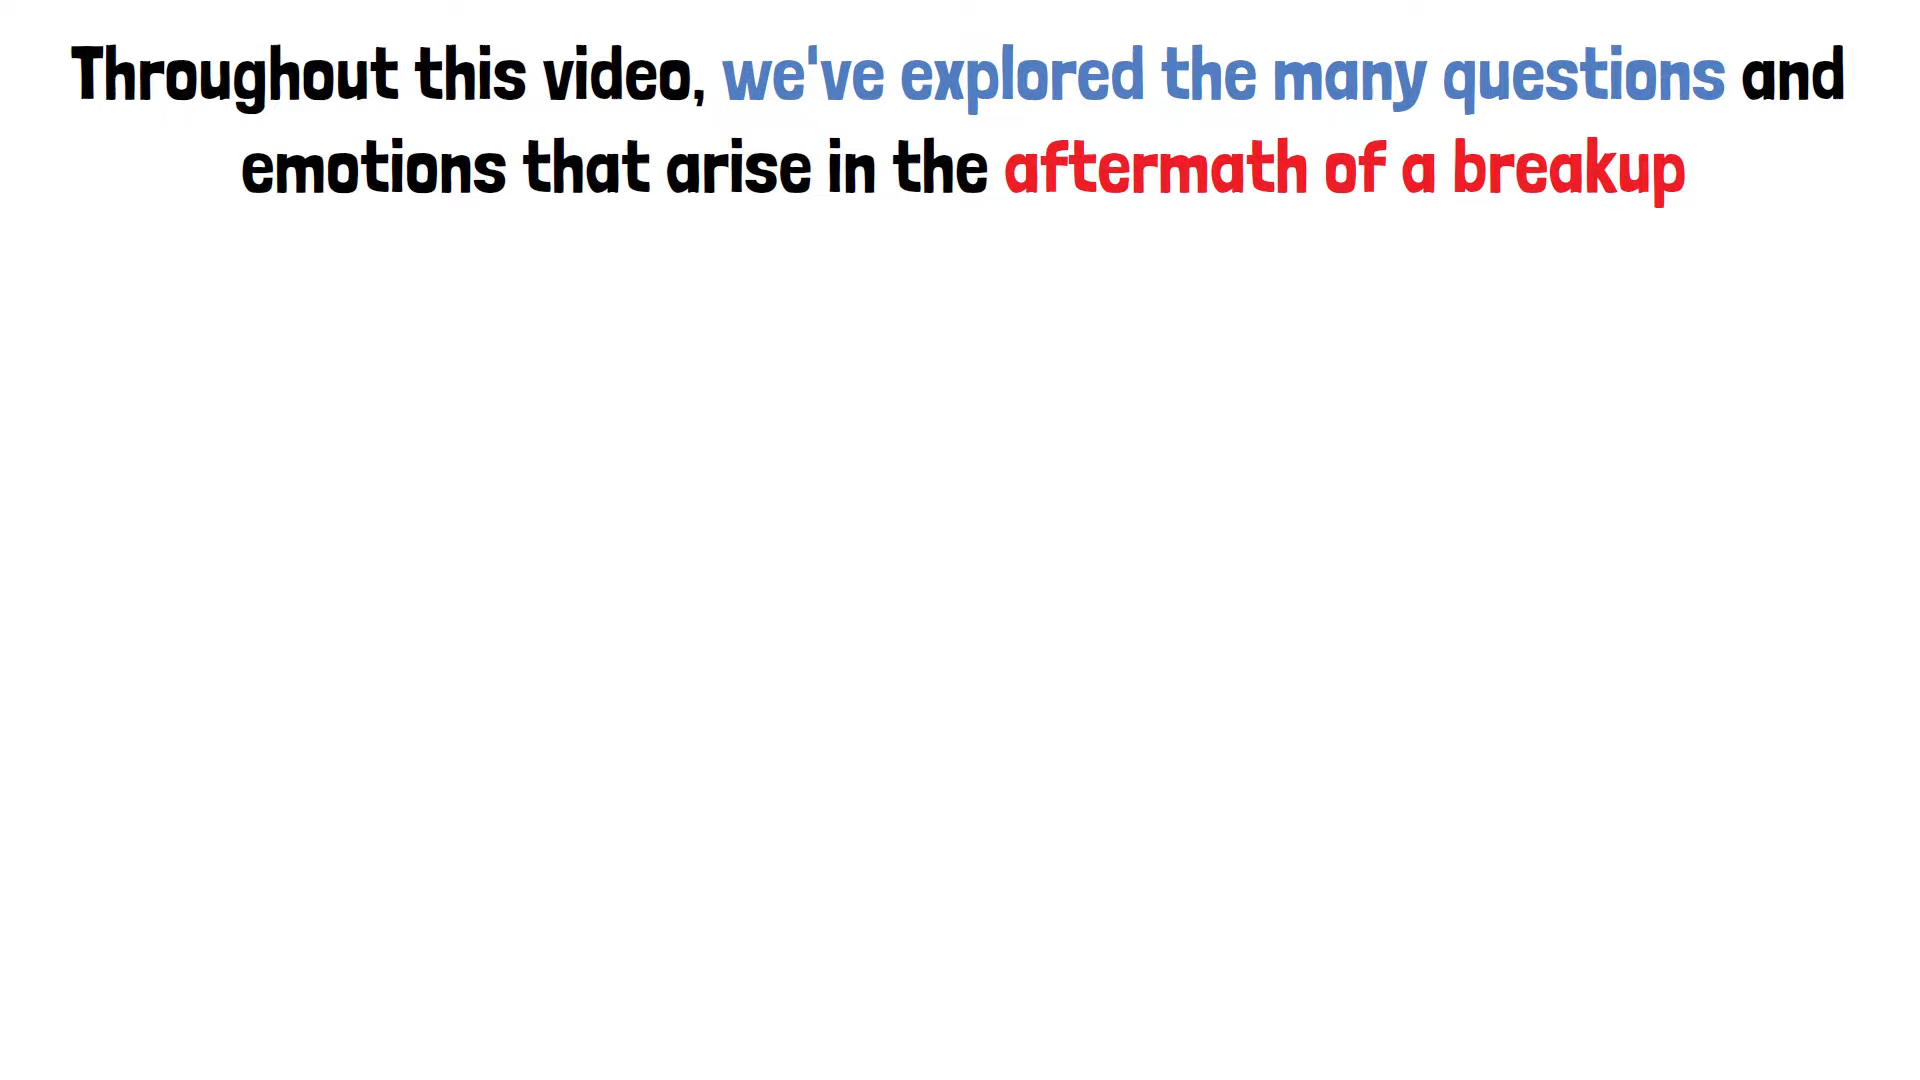 Throughout this video, we've explored the many questions and
emotions that arise in the aftermath of a breakup